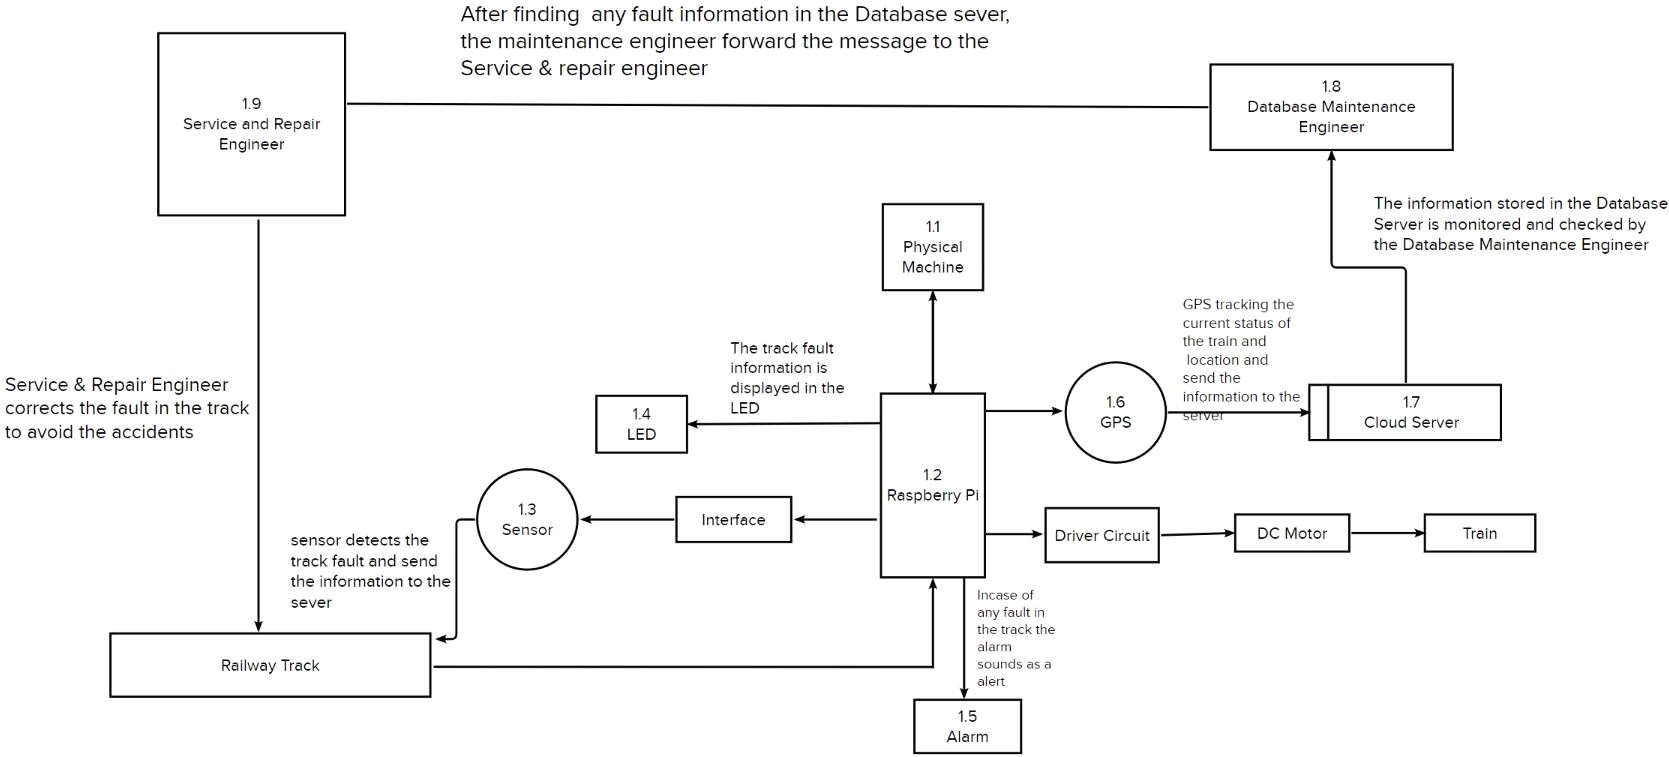 After finding  any fault information in the Database sever,
the maintenance engineer forward the message to the
Service & repair engineer
1.9
Service and Repair
Engineer
1.8
Database Maintenance
Engineer
The information stored in the Database
Server is monitored and checked by
the Database Maintenance Engineer
1.1
Physical
Machine
GPS tracking the
current status of
the train and
location and
send the
information to the
server
The track fault
information is
displayed in the
LED
Service & Repair Engineer
corrects the fault in the track
to avoid the accidents
1.4
LED
1.6
GPS
1.7
Cloud Server
1.2
Raspberry Pi
1.3
Sensor
Interface
Driver Circuit
DC Motor
Train
sensor detects the
track fault and send
the information to the
sever
Incase of
any fault in
the track the
alarm
sounds as a
alert
Railway Track
1.5
Alarm